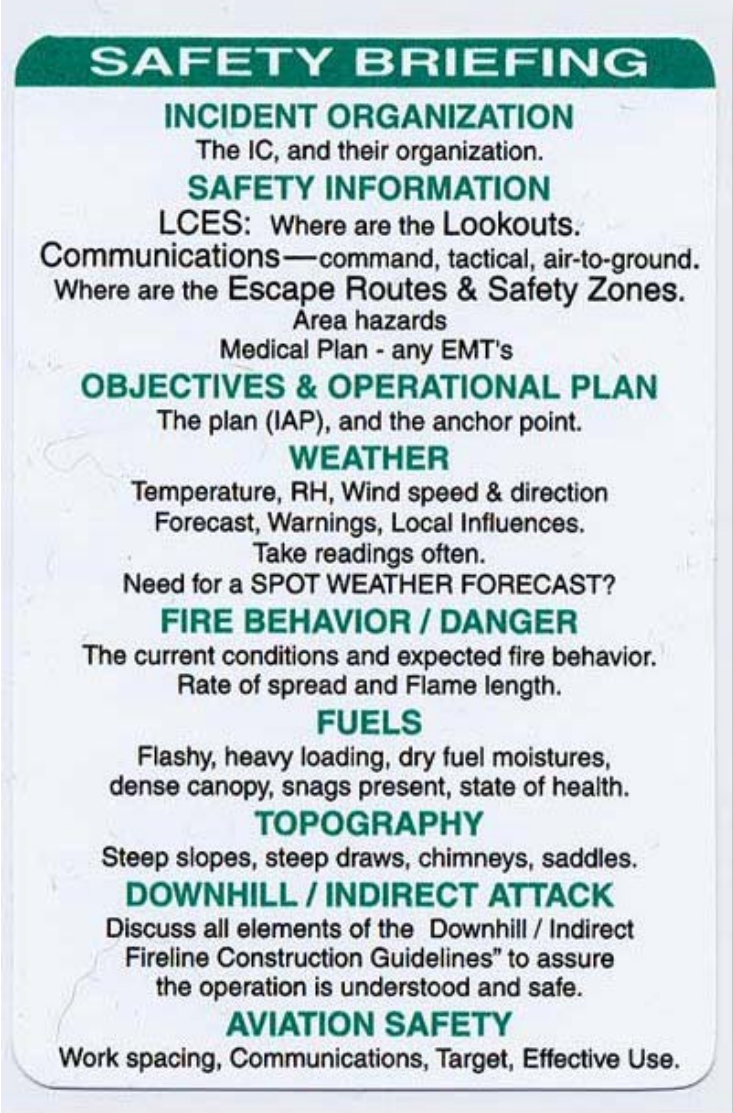 SAFETY BRIEFING
INCIDENT ORGANIZATION
The IC, and their organization.
SAFETY INFORMATION
LCES: Where are the Lookouts.
Communications—command, tactical, air-to-ground.
Where are the Escape Routes & Safety Zones.
Area hazards
Medical Plan - any EMT's
OBJECTIVES & OPERATIONAL PLAN
The plan (IAP), and the anchor point.
WEATHER
Temperature, RH, Wind speed & direction
Forecast, Warnings, Local Influences.
Take readings often.
Need for a SPOT WEATHER FORECAST?
FIRE BEHAVIOR / DANGER
The current conditions and expected fire behavior.
Rate of spread and Flame length.
FUELS
Flashy, heavy loading, dry fuel moistures,
dense canopy, snags present, state of health.
TOPOGRAPHY
Steep slopes, steep draws, chimneys, saddles.
DOWNHILL / INDIRECT ATTACK
Discuss all elements of the Downhill / Indirect
Fireline Construction Guidelines” to assure
the operation is understood and safe.
AVIATION SAFETY
Work spacing, Communications, Target, Effective Use.